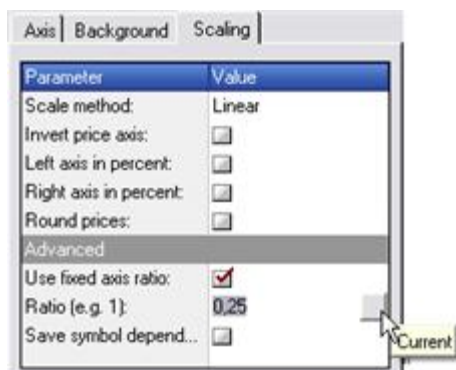 Axis Background Scaling
Parameter Value
Scale method: Linear
Invert price axis:
Left axis in percent:
Right axis in percent:
Round prices:
Advanced
Use fixed axis ratio:
Ratio (e.g. 1): 0,25
Save symbol depend...
Current